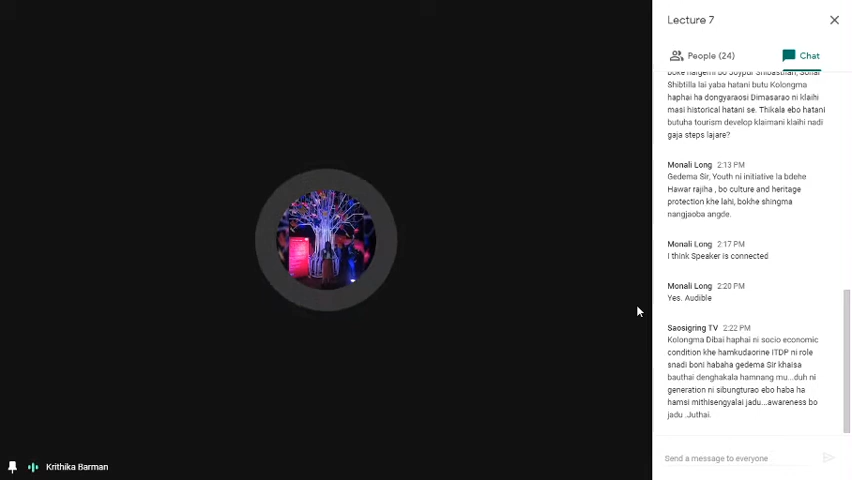 Lecture 7
People (24)
Chat
Shibtilla lai yaba hatani butu Kolongma
haphai ha dongyaraosi Dimasarao ni klaihi
masi historical hatani se. Thikala ebo hatani
butuha tourism develop klaimani klaihi nadi
gaja steps lajare?
Monali Long 2:13 PM
Gedema Sir, Youth ni initiative la bdehe
Hawar rajiha , bo culture and heritage
protection khe lahi, bokhe shingma
nangjaoba angde.
Monali Long 2:17 PM
I think Speaker is connected
Monali Long 2:20 PM
Yes. Audible
Saosigring TV 2:22 PM
Kolongma Dibai haphai ni socio economic
condition khe hamkudaorine ITDP ni role
snadi boni habaha gedema Sir khaisa
bauthai denghakala hamnang mu...duh ni
generation ni sibungturao ebo haba ha
hamsi mithisengyalai jadu...awareness bo
jadu .Juthai.
Send a message to everyone
Krithika Barman